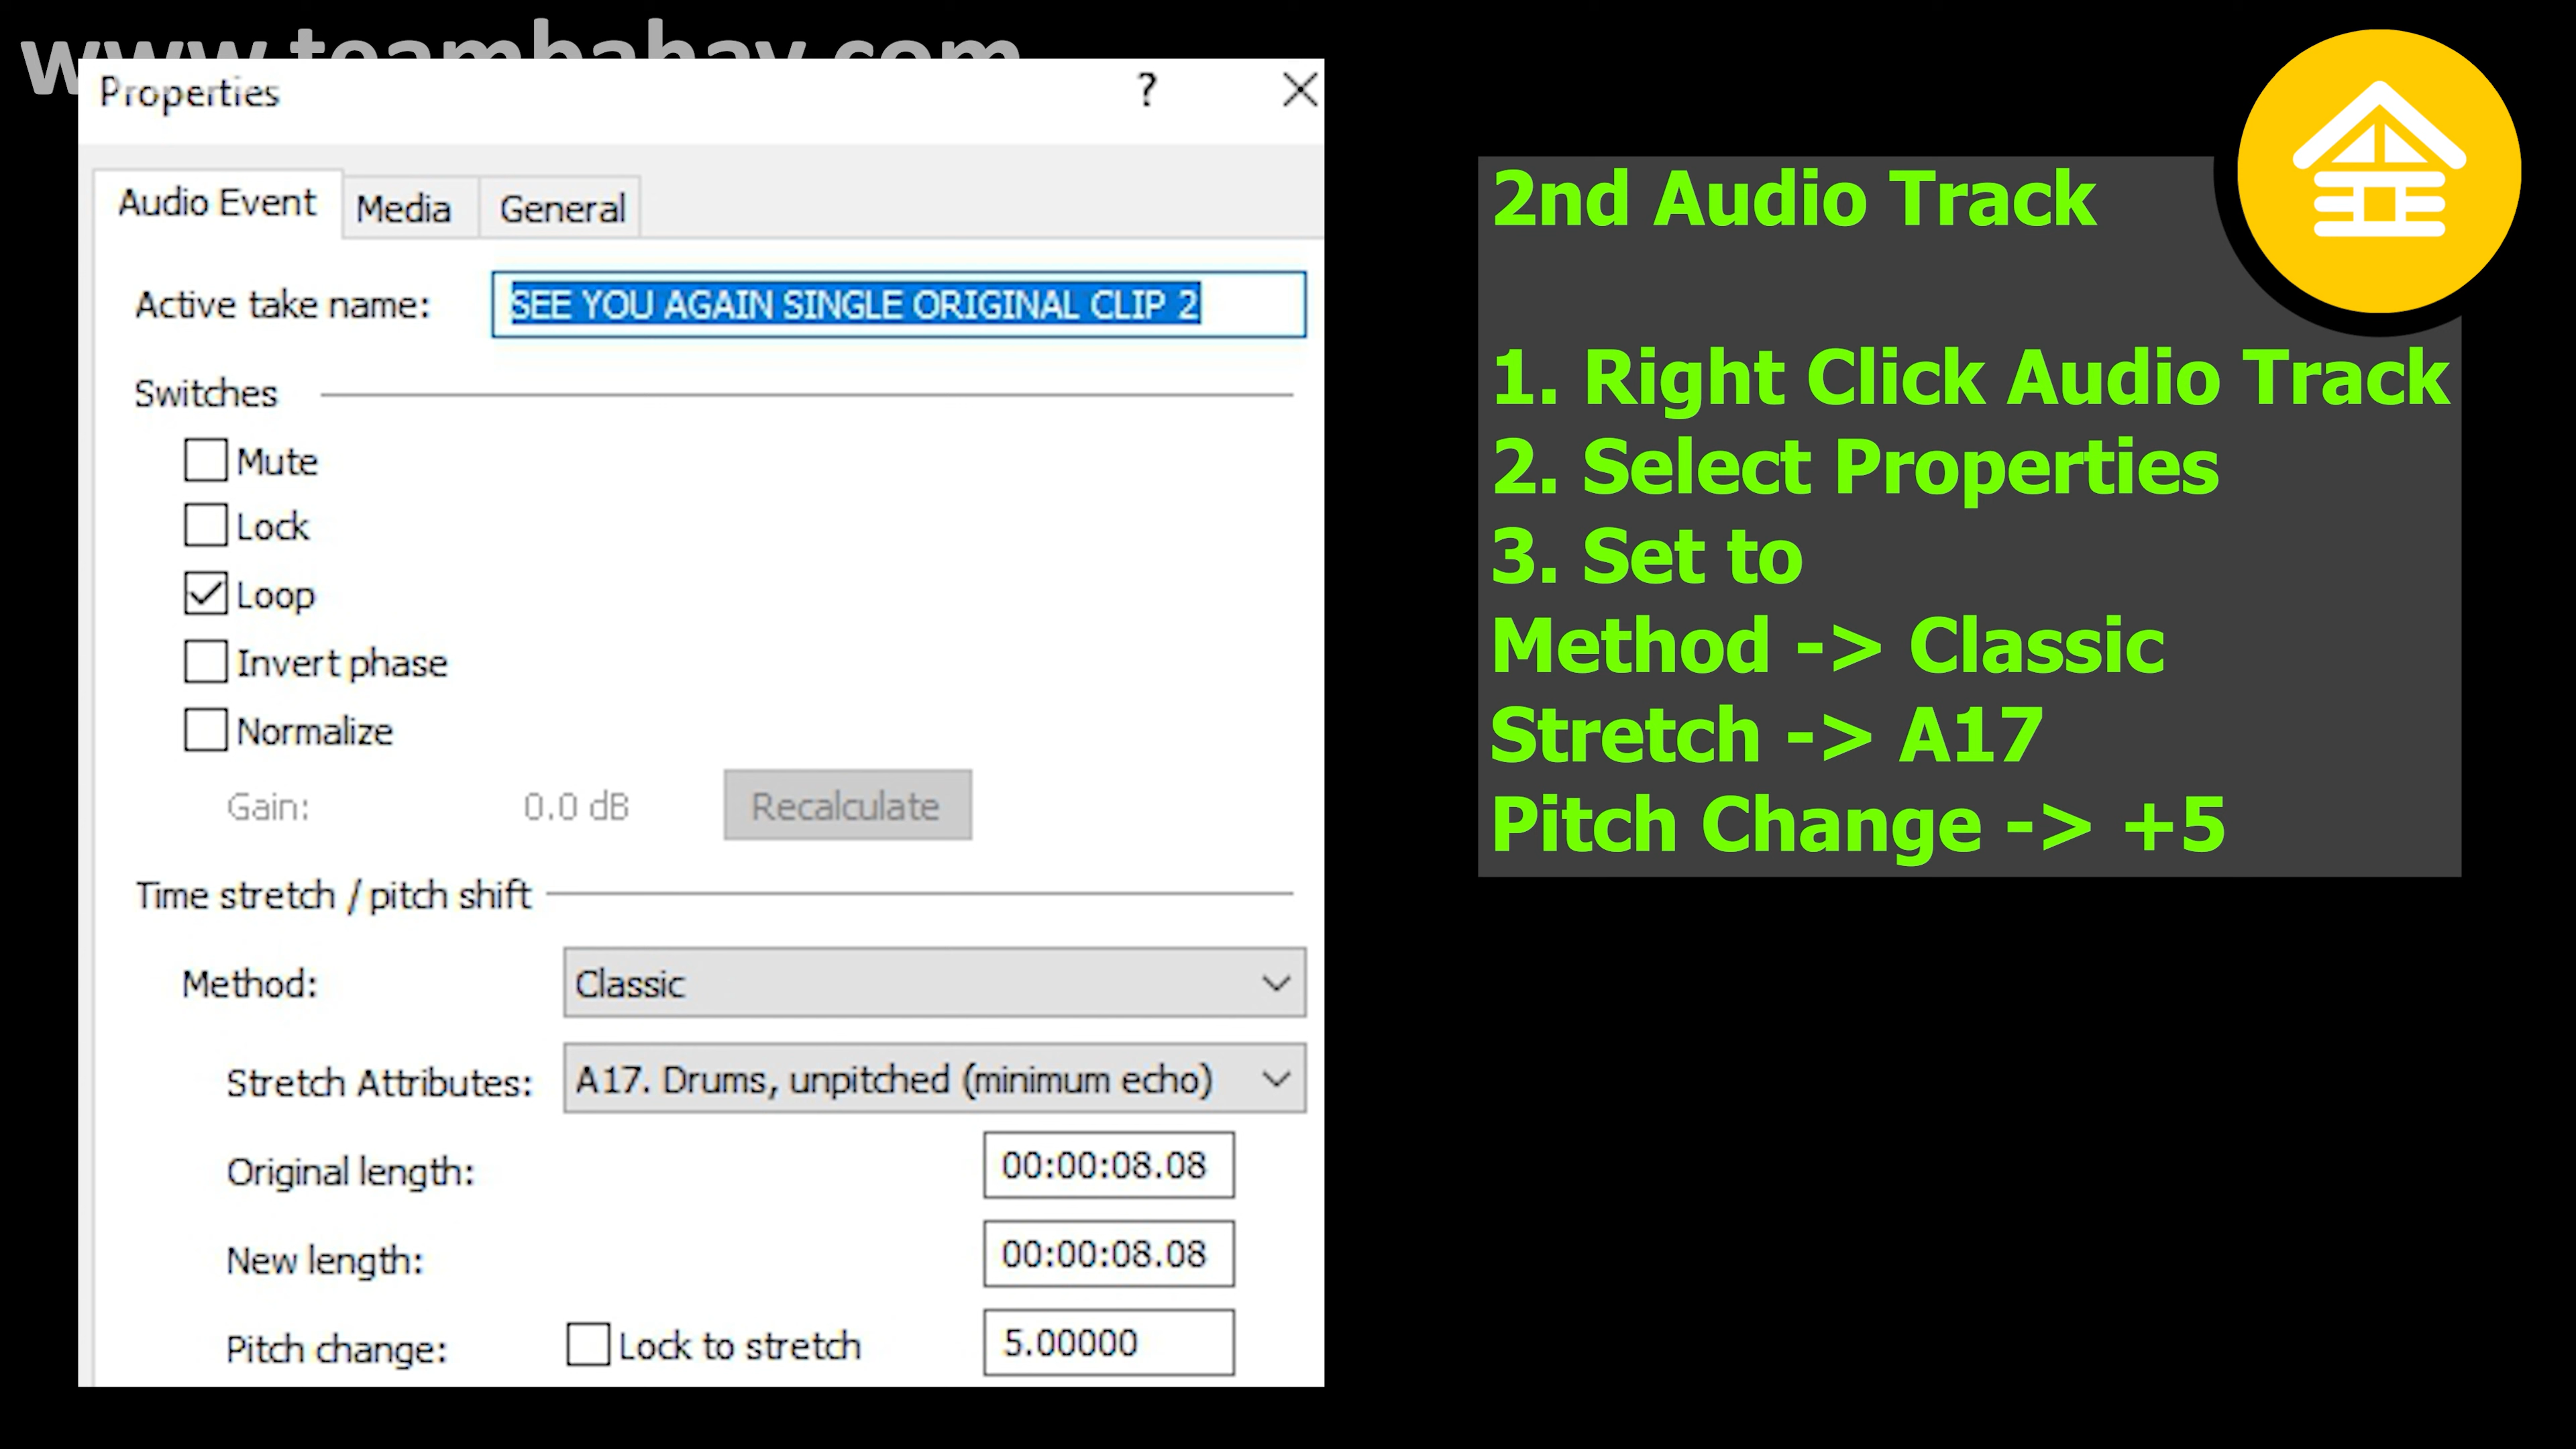 www.teambahay.com
Properties ?
Audio Event Media General
Active take name: SEE YOU AGAIN SINGLE ORIGINAL CLIP 2
Switches
Mute
Lock
Loop
Invert phase
Normalize
Gain: 0.0 dB Recalculate
Time stretch / pitch shift
Method: Classic
Stretch Attributes: A17. Drums, unpitched (minimum echo)
Original length: 00:00:08.08
New length: 00:00:08.08
Pitch change: Lock to stretch 5.00000
2nd Audio Track
1. Right Click Audio Track
2. Select Properties
3. Set to
Method -> Classic
Stretch -> A17
Pitch Change -> +5